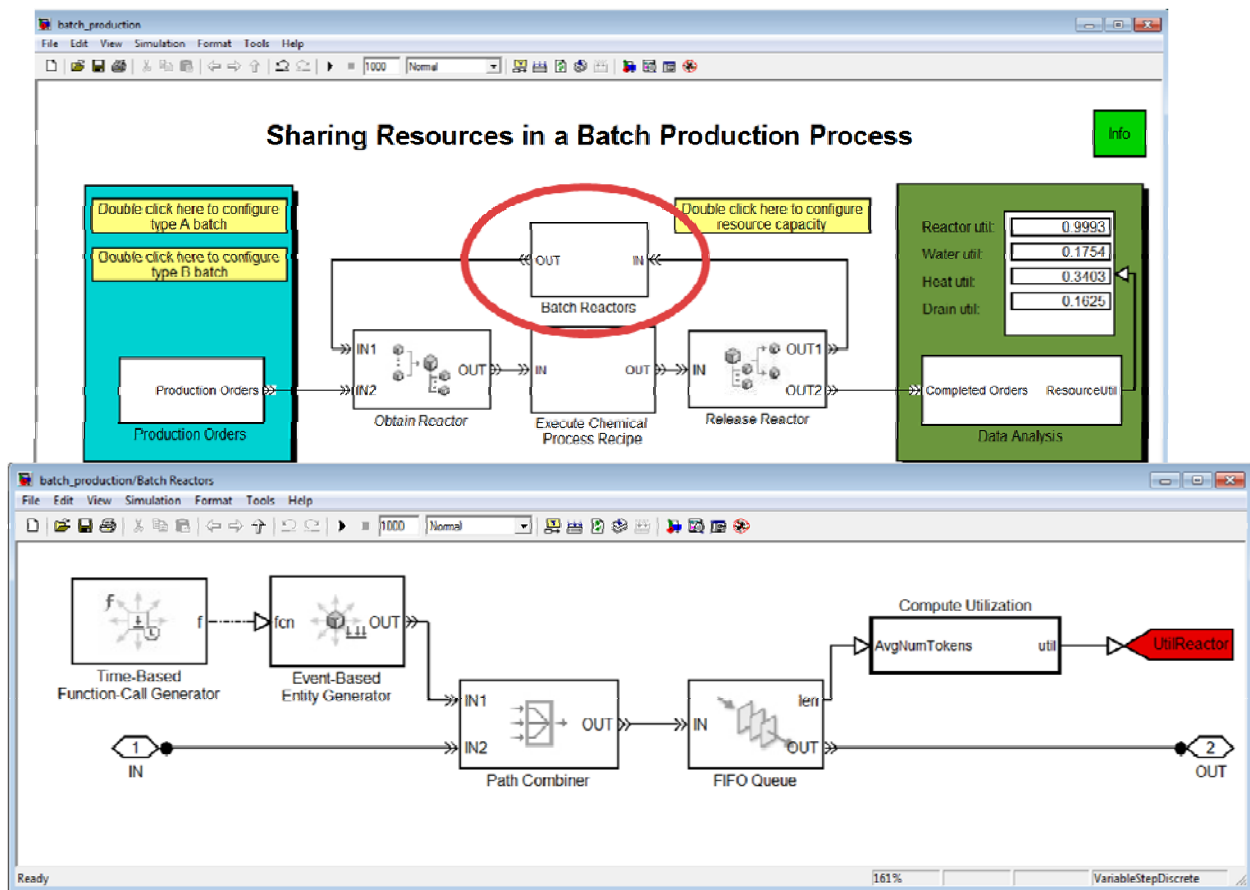 batch_production
File Edit View Simulation Format Tools Help
1000 Normal
Sharing Resources in a Batch Production Process
Info
Double click here to configure
type A batch
Double click here to configure
type B batch
Production Orders
Production Orders
OUT IN
Batch Reactors
Double click here to configure
resource capacity
IN1
IN2
OUT
Obtain Reactor
IN OUT
Execute Chemical
Process Recipe
IN
OUT1
OUT2
Release Reactor
Reactor util: 0.9993
Water util: 0.1754
Heat util: 0.3403
Drain util: 0.1625
Completed Orders ResourceUtil
Data Analysis
batch_production/Batch Reactors
File Edit View Simulation Format Tools Help
1000 Normal
f f
Time-Based
Function-Call Generator
fcn OUT
Event-Based
Entity Generator
1
IN
IN1
IN2
OUT
Path Combiner
IN
len
OUT
FIFO Queue
Compute Utilization
AvgNumTokens util
UtilReactor
2
OUT
Ready 161% VariableStepDiscrete